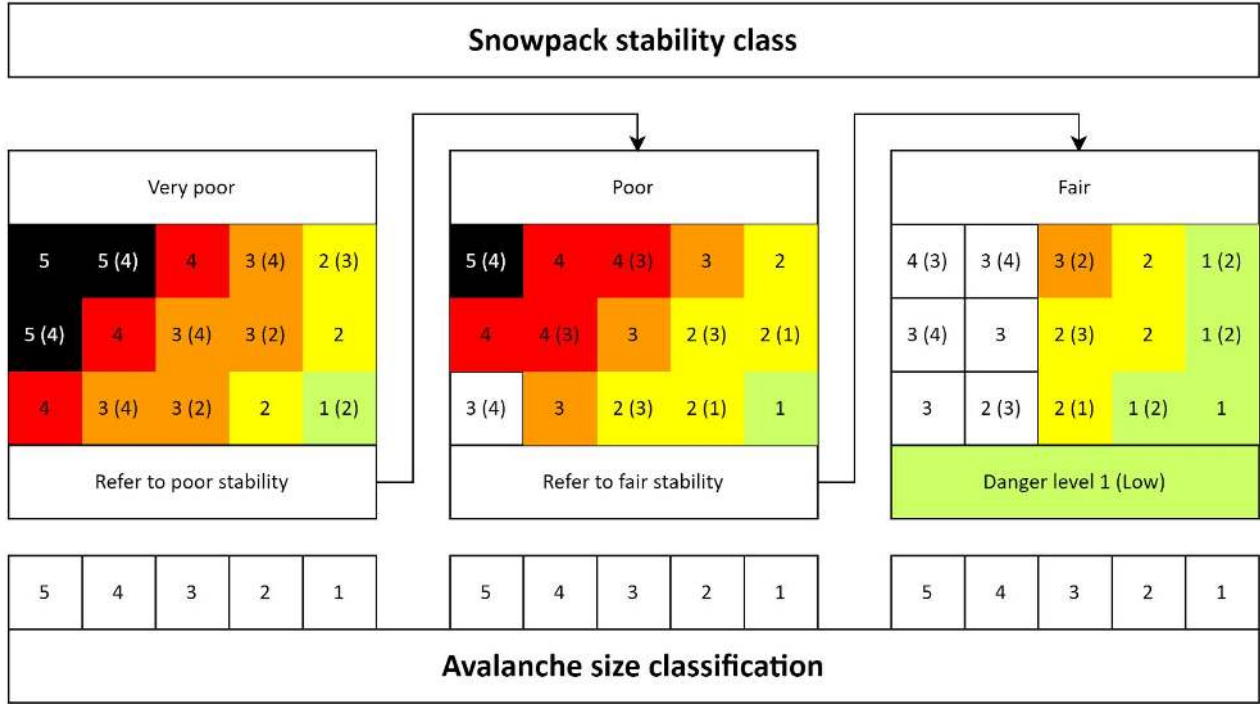 Snowpack stability class
Very poor Poor Fair
5 5 (4) 4 3 (4) 2 (3) 5 (4) 4 4 (3) 3 2 4 (3) 3 (4) 3 (2) 2 1 (2)
5 (4) 4 3 (4) 3 (2) 2 4 4 (3) 3 2 (3) 2 (1) 3 (4) 3 2 (3) 2 1 (2)
4 3 (4) 3 (2) 2 1 (2) 3 (4) 3 2 (3) 2 (1) 1 3 2 (3) 2 (1) 1 (2) 1
Refer to poor stability Refer to fair stability Danger level 1 (Low)
5 4 3 2 1 5 4 3 2 1 5 4 3 2 1
Avalanche size classification